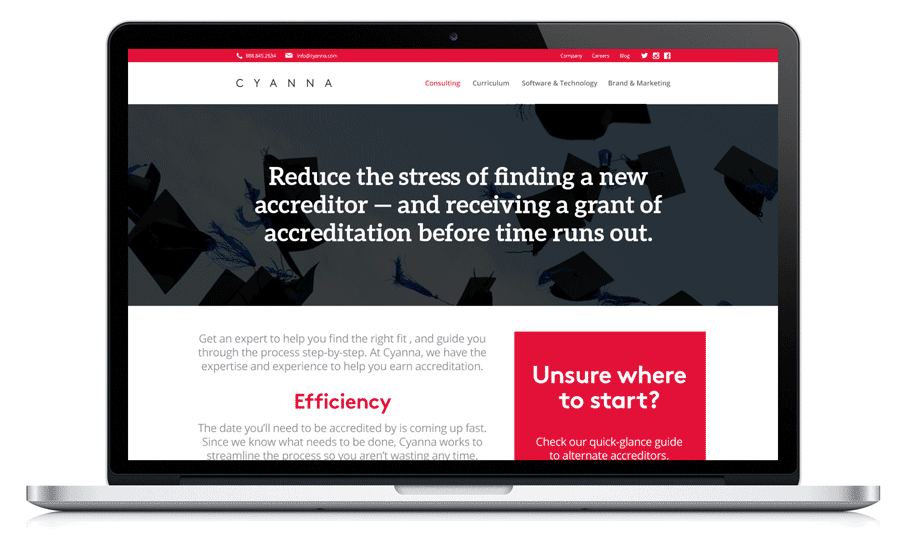 888.845.2634 info@cyanna.com Company Careers Blog
CYANNA Consulting Curriculum Software & Technology Brand & Marketing
Reduce the stress of finding a new
accreditor — and receiving a grant of
accreditation before time runs out.
Get an expert to help you find the right fit , and guide you
through the process step-by-step. At Cyanna, we have the
expertise and experience to help you earn accreditation.
Efficiency
The date you’ll need to be accredited by is coming up fast.
Since we know what needs to be done, Cyanna works to
streamline the process so you aren’t wasting any time.
Unsure where
to start?
Check our quick-glance guide
to alternate accreditors.